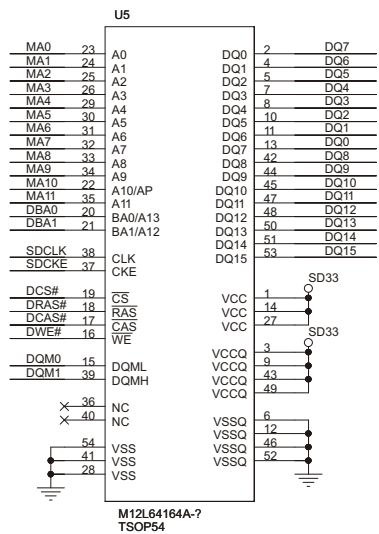 U5
MA0 23 A0 DQ0 2 DQ7
MA1 24 A1 DQ1 4 DQ6
MA2 25 A2 DQ2 5 DQ5
MA3 26 A3 DQ3 7 DQ4
MA4 29 A4 DQ4 8 DQ3
MA5 30 A5 DQ5 10 DQ2
MA6 31 A6 DQ6 11 DQ1
MA7 32 A7 DQ7 13 DQ0
MA8 33 A8 DQ8 42 DQ8
MA9 34 A9 DQ9 44 DQ9
MA10 22 A10/AP DQ10 45 DQ10
MA11 35 A11 DQ11 47 DQ11
DBA0 20 BA0/A13 DQ12 48 DQ12
DBA1 21 BA1/A12 DQ13 50 DQ13
DQ14 51 DQ14
SDCLK 38 CLK DQ15 53 DQ15
SDCKE 37 CKE
SD33
DCS# 19 CS VCC 1
DRAS# 18 RAS VCC 14
DCAS# 17 CAS VCC 27
DWE# 16 WE
SD33
VCCQ 3
DQM0 15 DQML VCCQ 9
DQM1 39 DQMH VCCQ 43
VCCQ 49
36 NC
40 NC VSSQ 6
VSSQ 12
54 VSS VSSQ 46
41 VSS VSSQ 52
28 VSS
M12L64164A-?
TSOP54